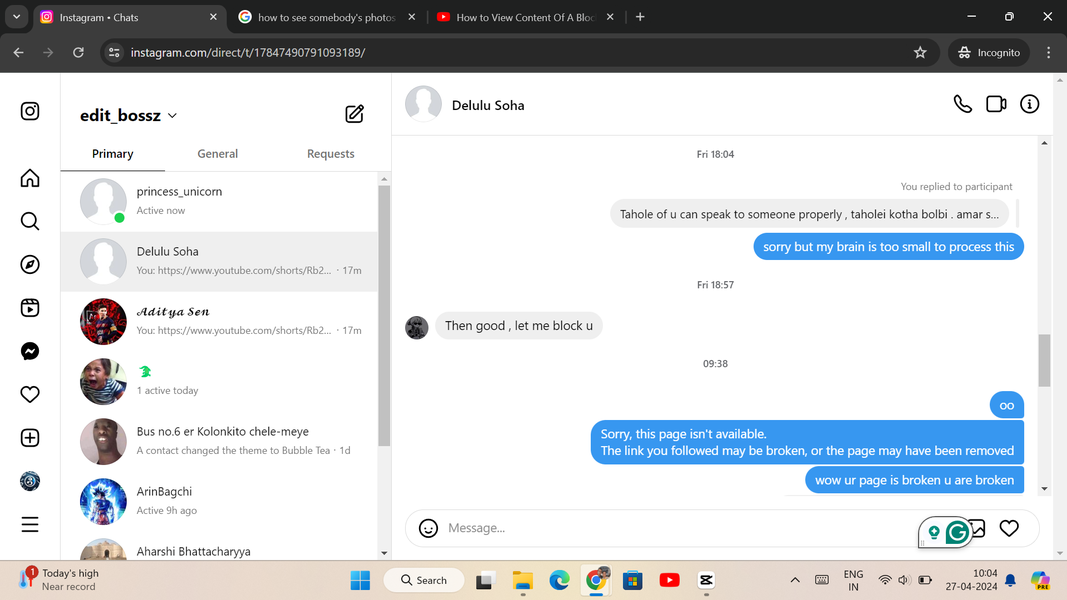 Instagram • Chats
how to see somebody's photos
How to View Content Of A Bloc
instagram.com/direct/t/17847490791093189/
Incognito
edit_bossz
Primary
General
Requests
princess_unicorn
Active now
Delulu Soha
You: https://www.youtube.com/shorts/Rb2... · 17m
𝓐𝓭𝓲𝓽𝔂𝓪 𝓢𝓮𝓷
You: https://www.youtube.com/shorts/Rb2... · 17m
1 active today
Bus no.6 er Kolonkito chele-meye
A contact changed the theme to Bubble Tea · 1d
ArinBagchi
Active 9h ago
Aharshi Bhattacharyya
Delulu Soha
Fri 18:04
You replied to participant
Tahole of u can speak to someone properly , taholei kotha bolbi . amar s...
sorry but my brain is too small to process this
Fri 18:57
Then good , let me block u
09:38
oo
Sorry, this page isn't available.
The link you followed may be broken, or the page may have been removed
wow ur page is broken u are broken
Message...
1
Today's high
Near record
Search
ENG
IN
10:04
27-04-2024
PRE